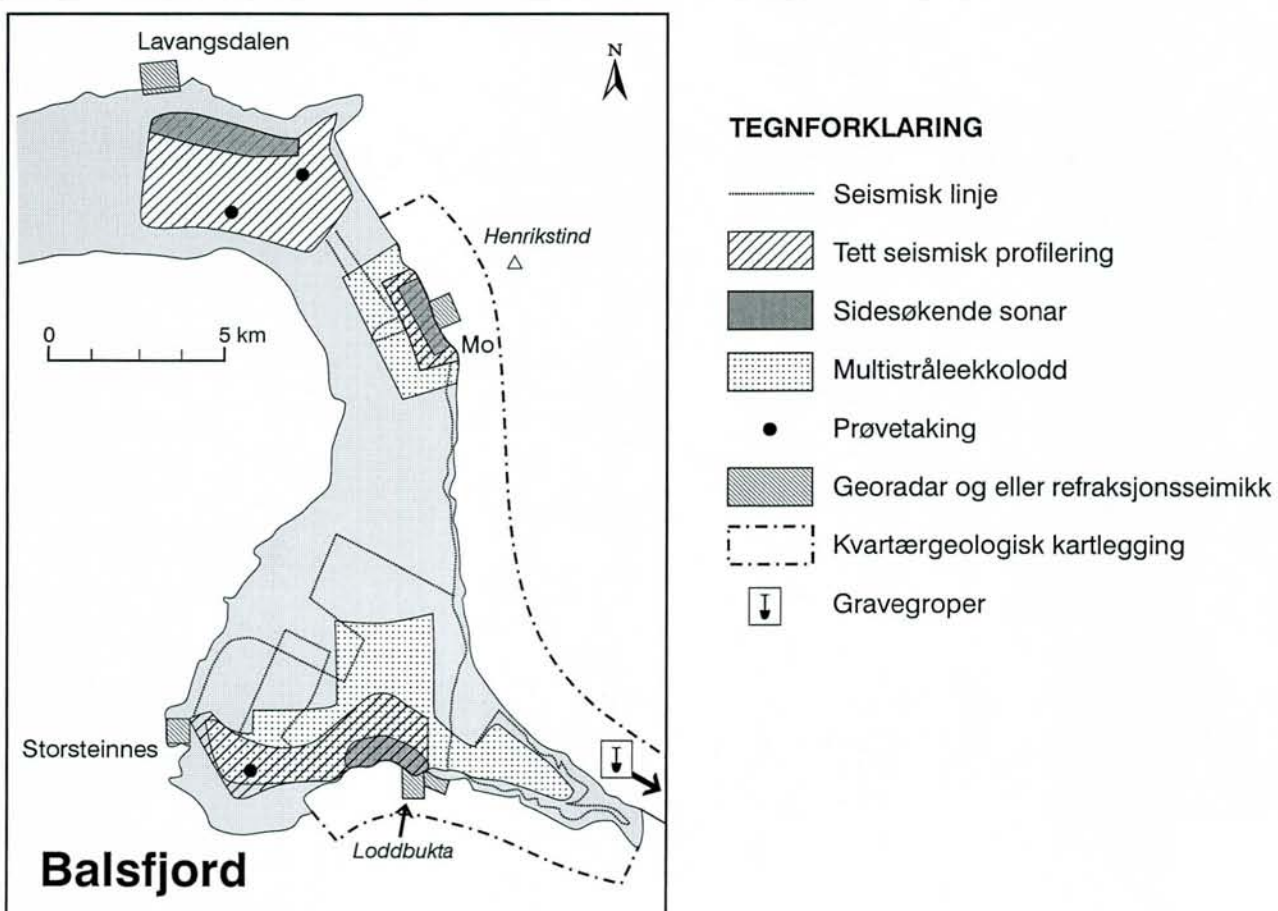 Lavangsdalen
N
Henrikstind
0 5 km
Mo
Storsteinnes
Loddbukta
Balsfjord
TEGNFORKLARING
Seismisk linje
Tett seismisk profilering
Sidesøkende sonar
Multistråleekkolodd
Prøvetaking
Georadar og eller refraksjonsseimikk
Kvartærgeologisk kartlegging
Gravegroper